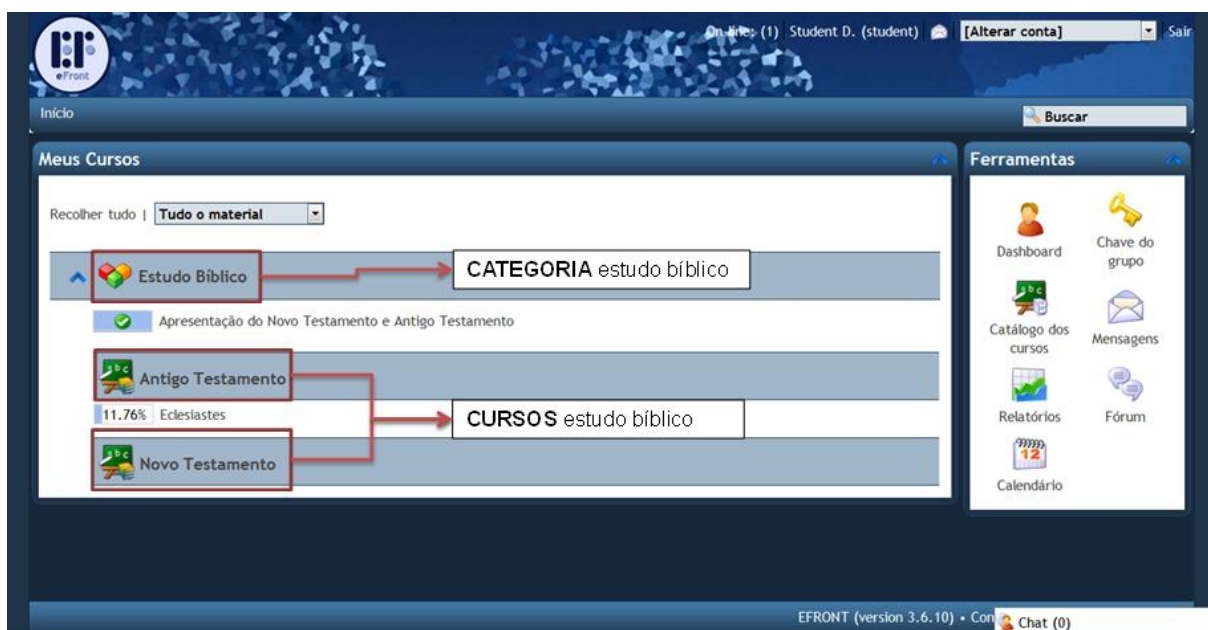 eFront
On-line: (1) Student D. (student) [Alterar conta] Sair
Início
Buscar
Meus Cursos
Recolher tudo | Tudo o material
Estudo Bíblico
CATEGORIA estudo bíblico
Apresentação do Novo Testamento e Antigo Testamento
Antigo Testamento
11.76% Eclesiastes
CURSOS estudo bíblico
Novo Testamento
Ferramentas
Dashboard
Chave do
grupo
Catálogo dos
cursos
Mensagens
Relatórios
Fórum
12
Calendário
EFRONT (version 3.6.10) • Con
Chat (0)